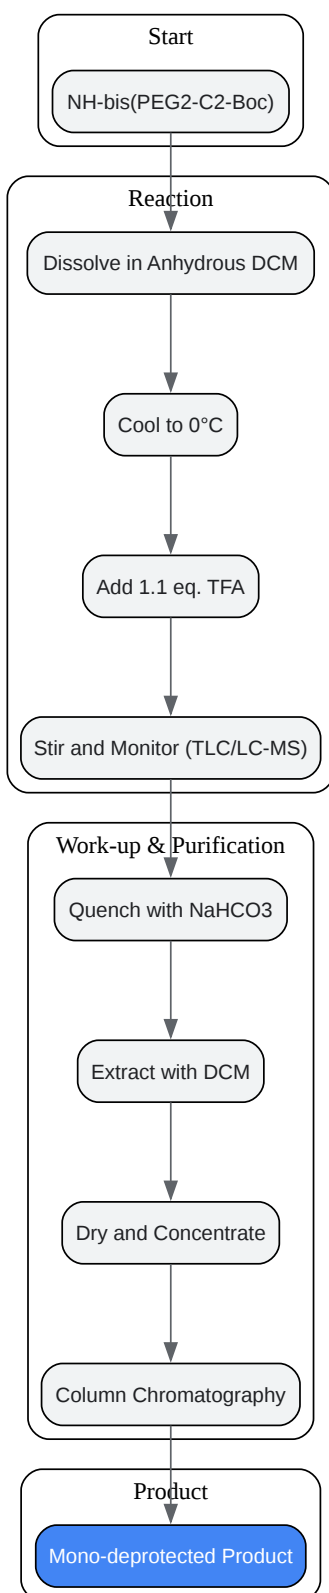 Start
NH-bis(PEG2-C2-Boc)
Reaction
Dissolve in Anhydrous DCM
Cool to 0°C
Add 1.1 eq. TFA
Stir and Monitor (TLC/LC-MS)
Work-up & Purification
Quench with NaHCO3
Extract with DCM
Dry and Concentrate
Column Chromatography
Product
Mono-deprotected Product